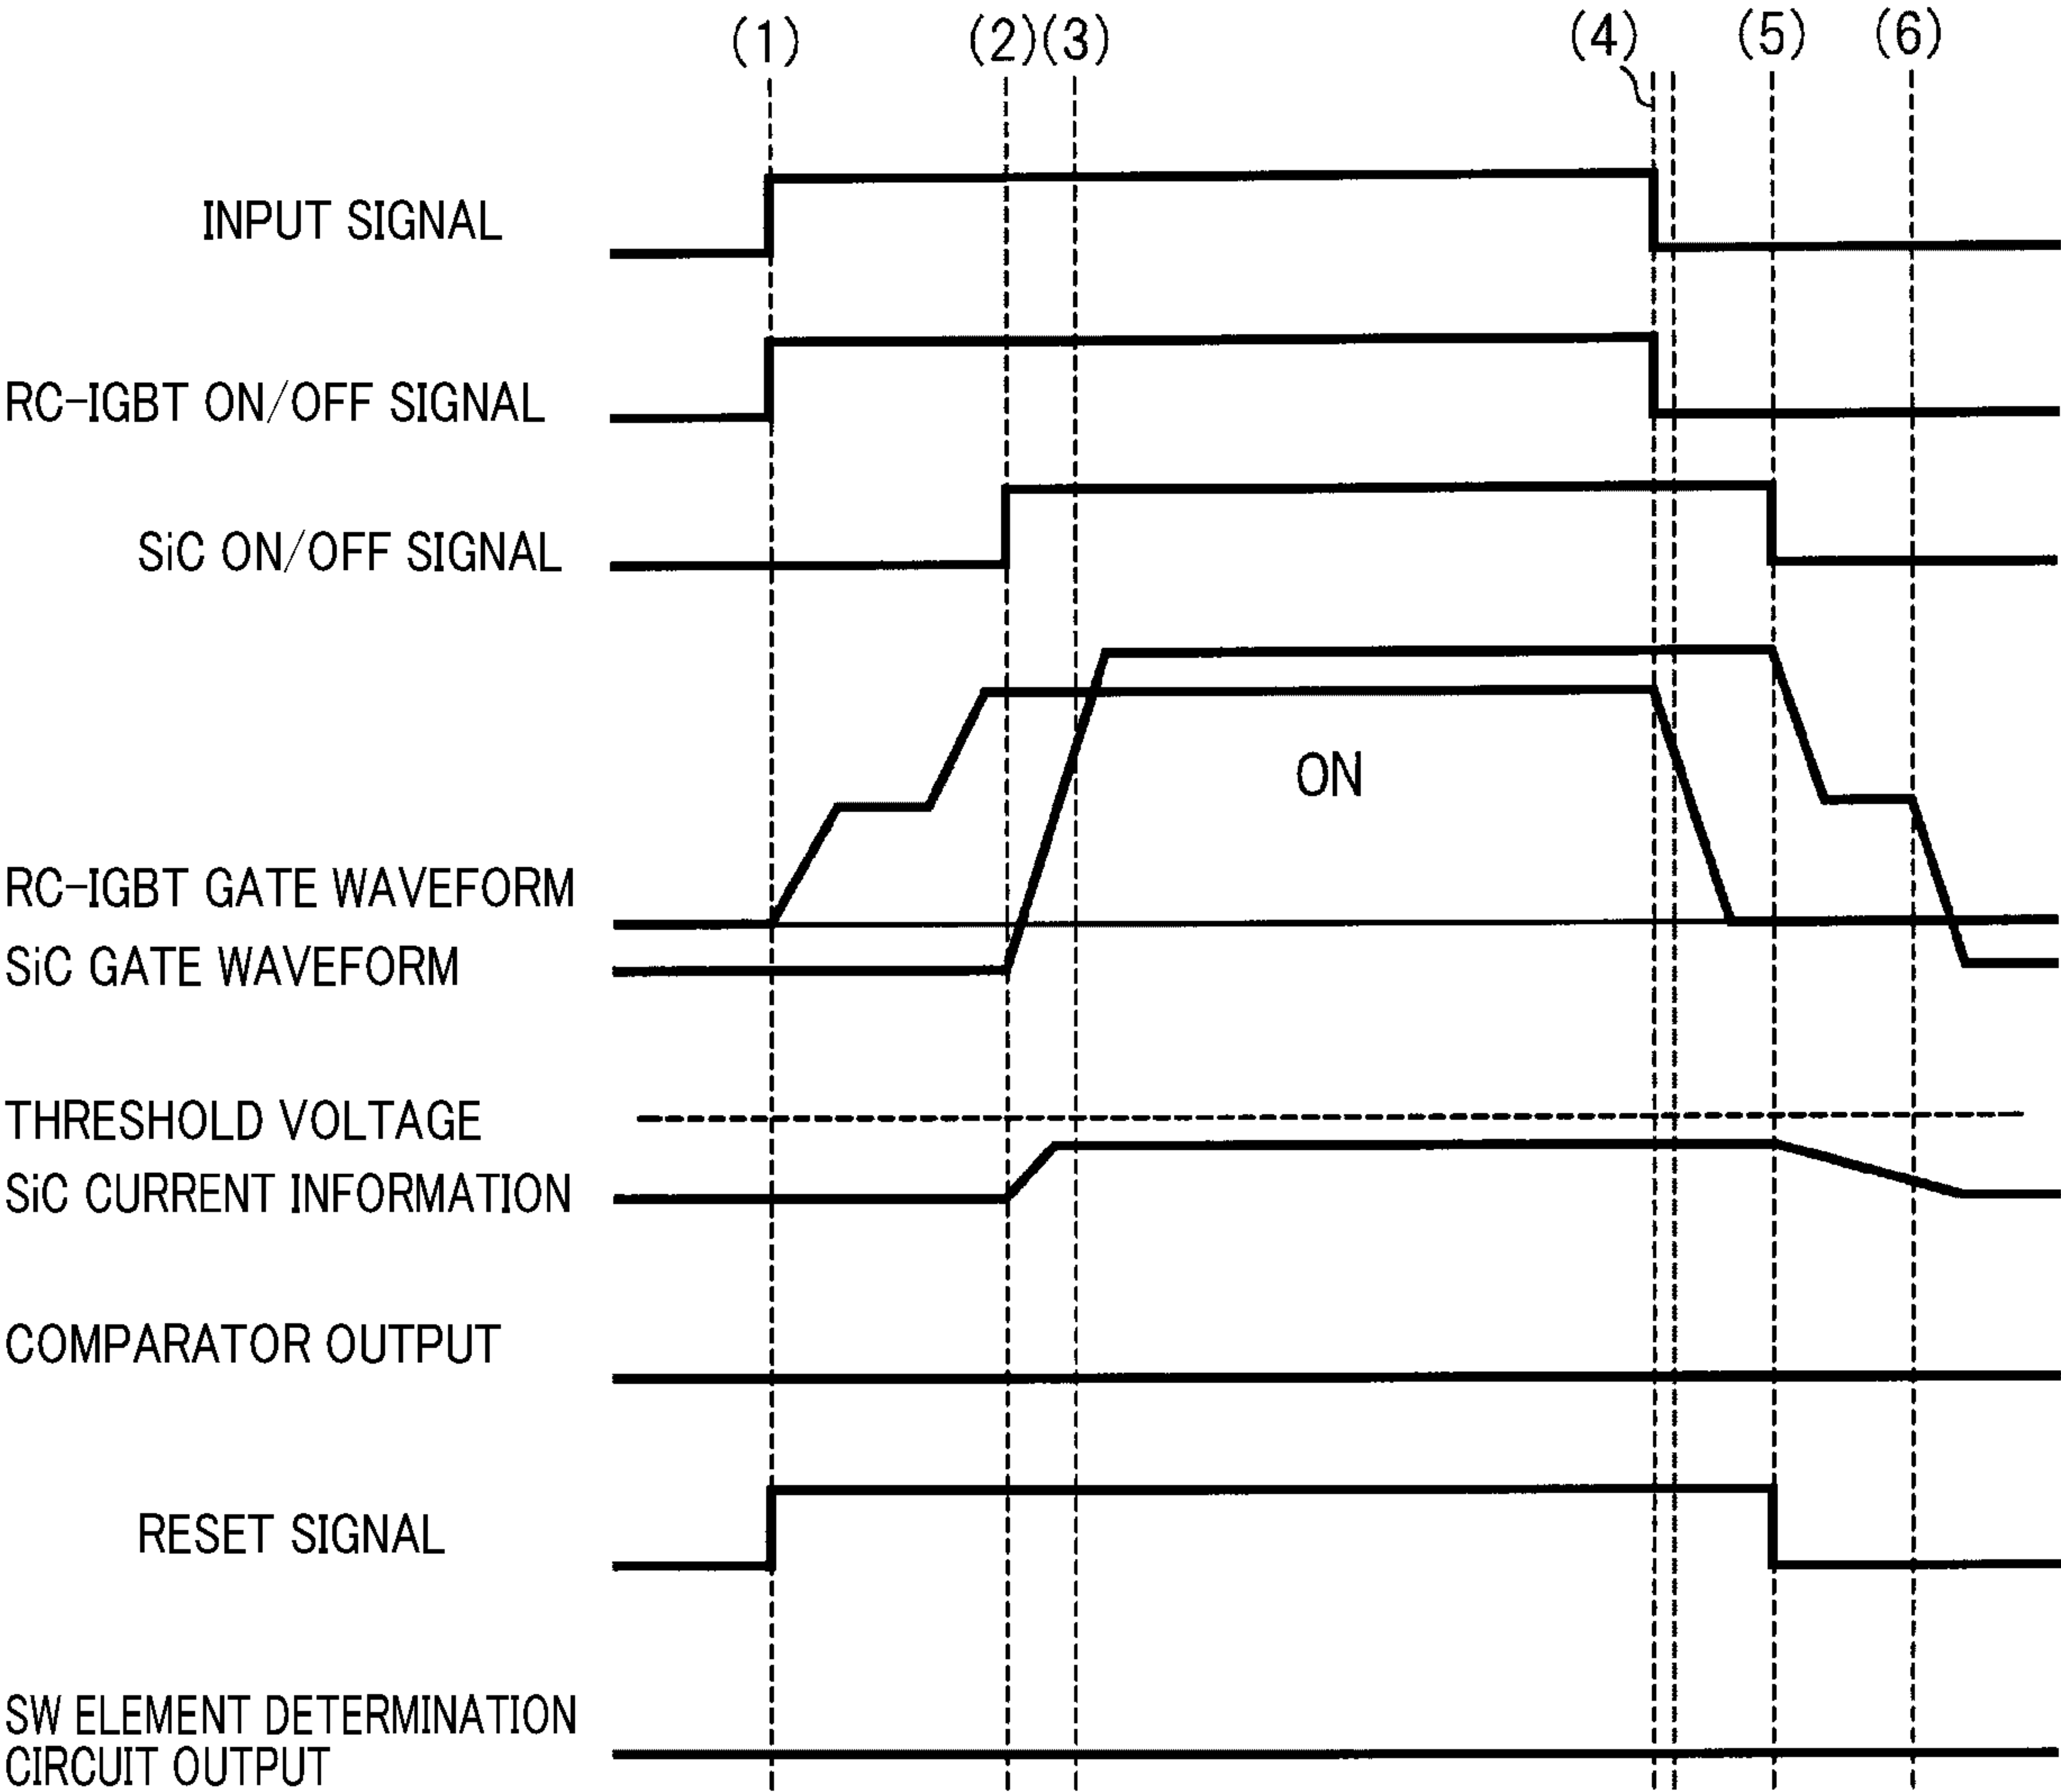 (1) (2) (3) (4) (5) (6)
INPUT SIGNAL
RC-IGBT ON/OFF SIGNAL
SiC ON/OFF SIGNAL
ON
RC-IGBT GATE WAVEFORM
SiC GATE WAVEFORM
THRESHOLD VOLTAGE
SiC CURRENT INFORMATION
COMPARATOR OUTPUT
RESET SIGNAL
SW ELEMENT DETERMINATION
CIRCUIT OUTPUT